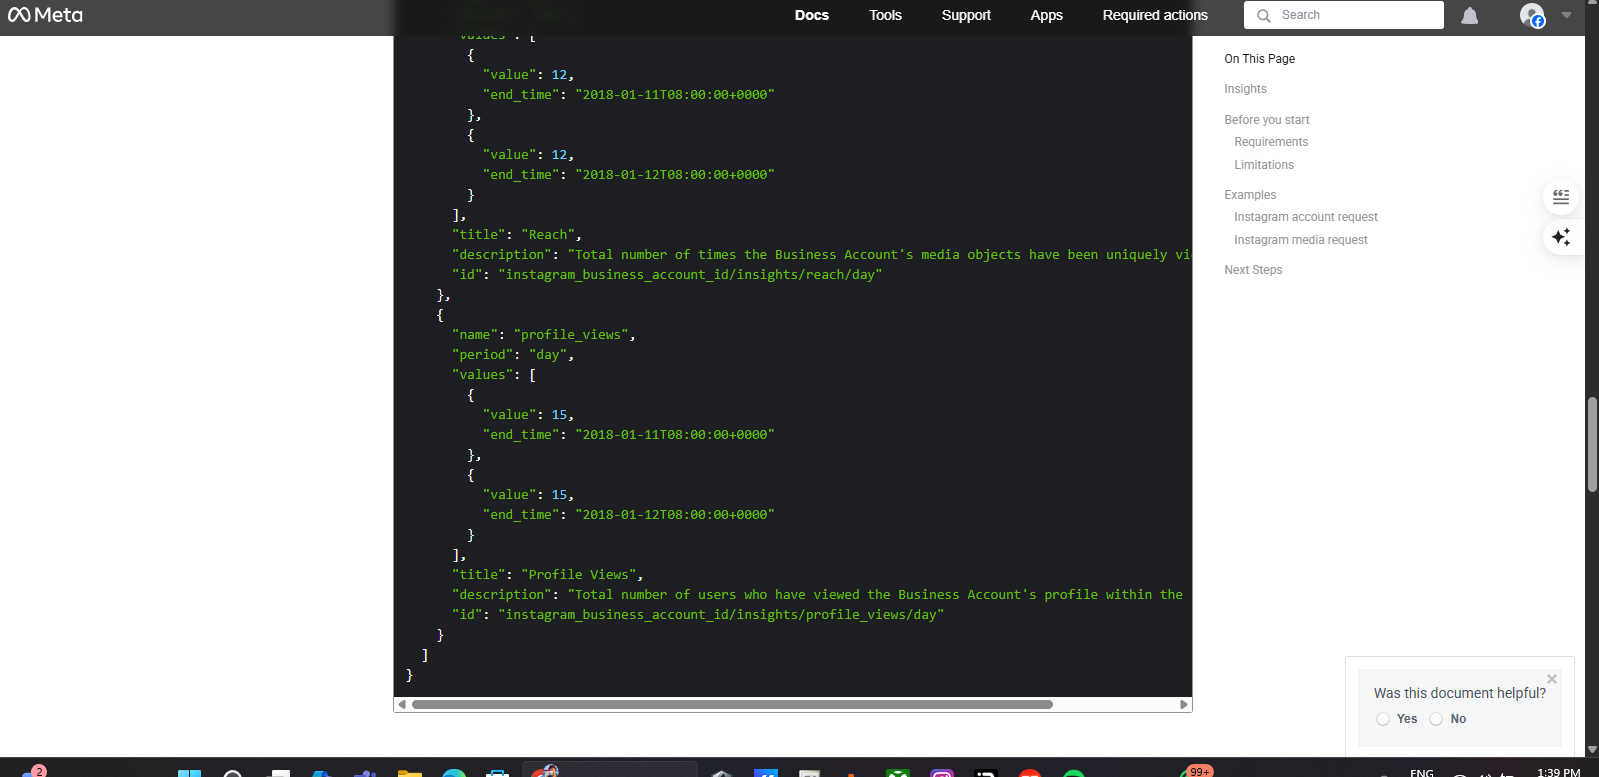 Meta
Docs
Tools
Support
Apps
Required actions
Search
"values": [
{
"value": 12,
"end_time": "2018-01-11T08:00:00+0000"
},
{
"value": 12,
"end_time": "2018-01-12T08:00:00+0000"
}
],
"title": "Reach",
"description": "Total number of times the Business Account's media objects have been uniquely vi
"id": "instagram_business_account_id/insights/reach/day"
},
{
"name": "profile_views",
"period": "day",
"values": [
{
"value": 15,
"end_time": "2018-01-11T08:00:00+0000"
},
{
"value": 15,
"end_time": "2018-01-12T08:00:00+0000"
}
],
"title": "Profile Views",
"description": "Total number of users who have viewed the Business Account's profile within the
"id": "instagram_business_account_id/insights/profile_views/day"
}
]
}
On This Page
Insights
Before you start
Requirements
Limitations
Examples
Instagram account request
Instagram media request
Next Steps
Was this document helpful?
Yes
No
2
99+
ENG
1:39 PM